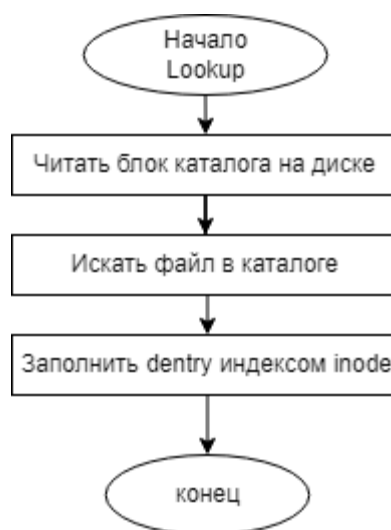 Начало
Lookup
Читать блок каталога на диске
Искать файл в каталоге
Заполнить dentry индексом inode
конец